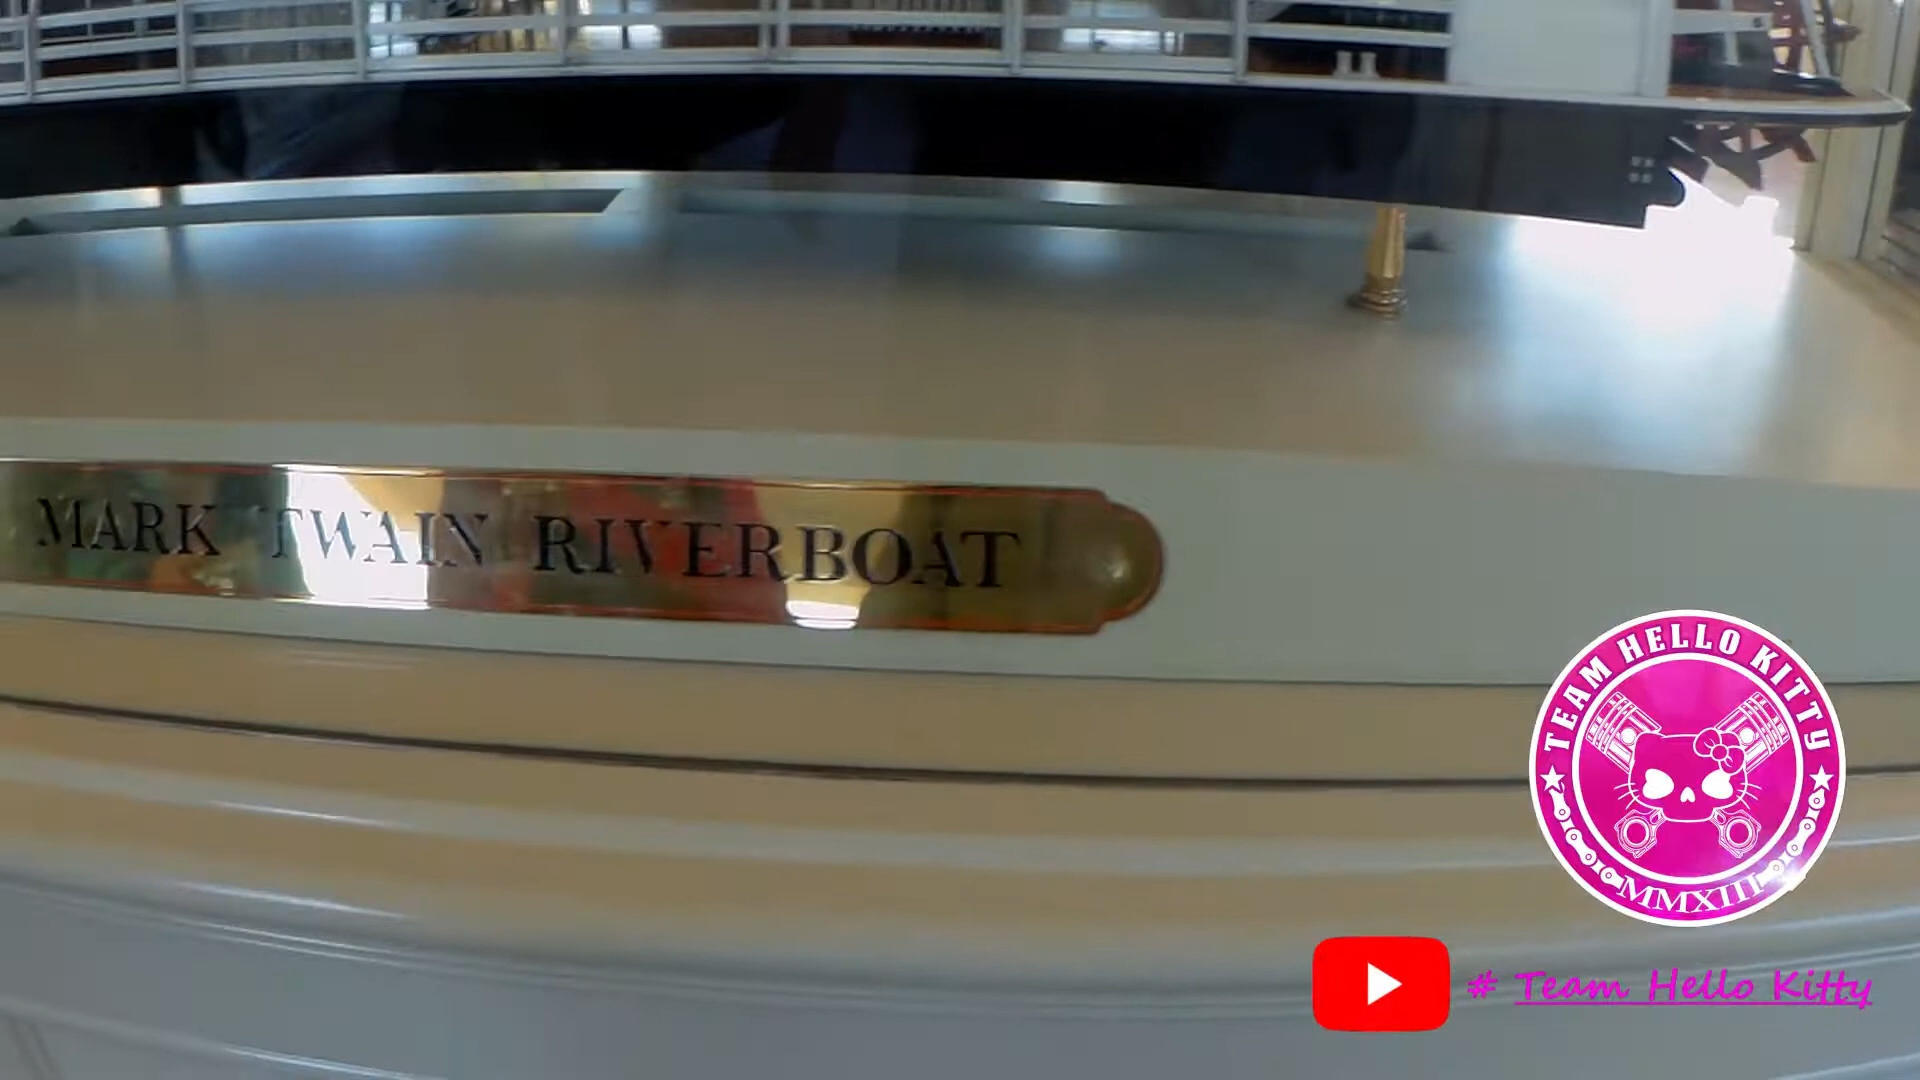 MARK TWAIN RIVERBOAT
TEAM HELLO KITTY
MMXIII
# Team Hello Kitty